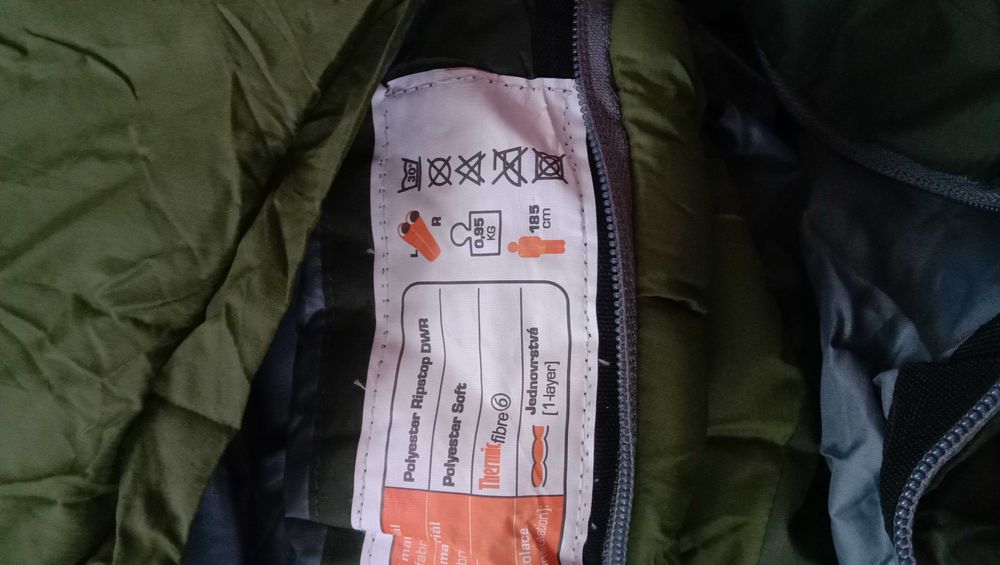 30°
L R
0,95
KG
185
cm
Polyester Ripstop DWR
Polyester Soft
Thermic fibre 6
Jednovrstvá
[1-layer]